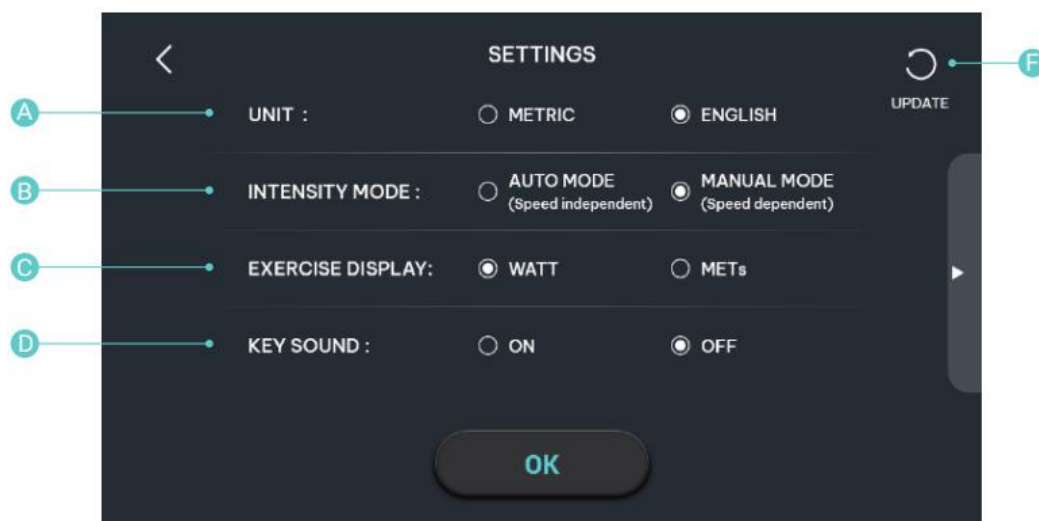 SETTINGS
F
UPDATE
A UNIT : METRIC ENGLISH
B INTENSITY MODE : AUTO MODE (Speed independent) MANUAL MODE (Speed dependent)
C EXERCISE DISPLAY: WATT METs
D KEY SOUND : ON OFF
OK